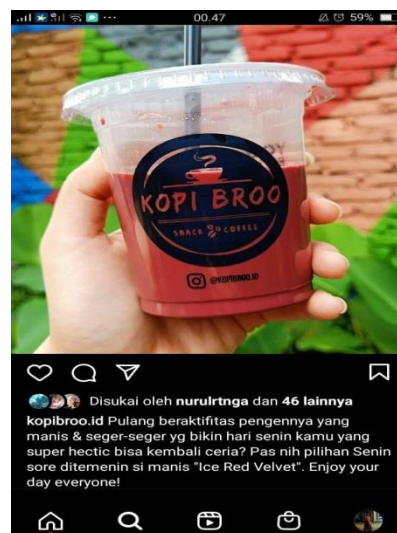 00.47
59%
KOPI BROO
SNACK & COFFEE
@KOPIBROO.ID
Disukai oleh nurulrtnga dan 46 lainnya
kopibroo.id Pulang beraktifitas pengennya yang
manis & seger-seger yg bikin hari senin kamu yang
super hectic bisa kembali ceria? Pas nih pilihan Senin
sore ditemenin si manis "Ice Red Velvet". Enjoy your
day everyone!